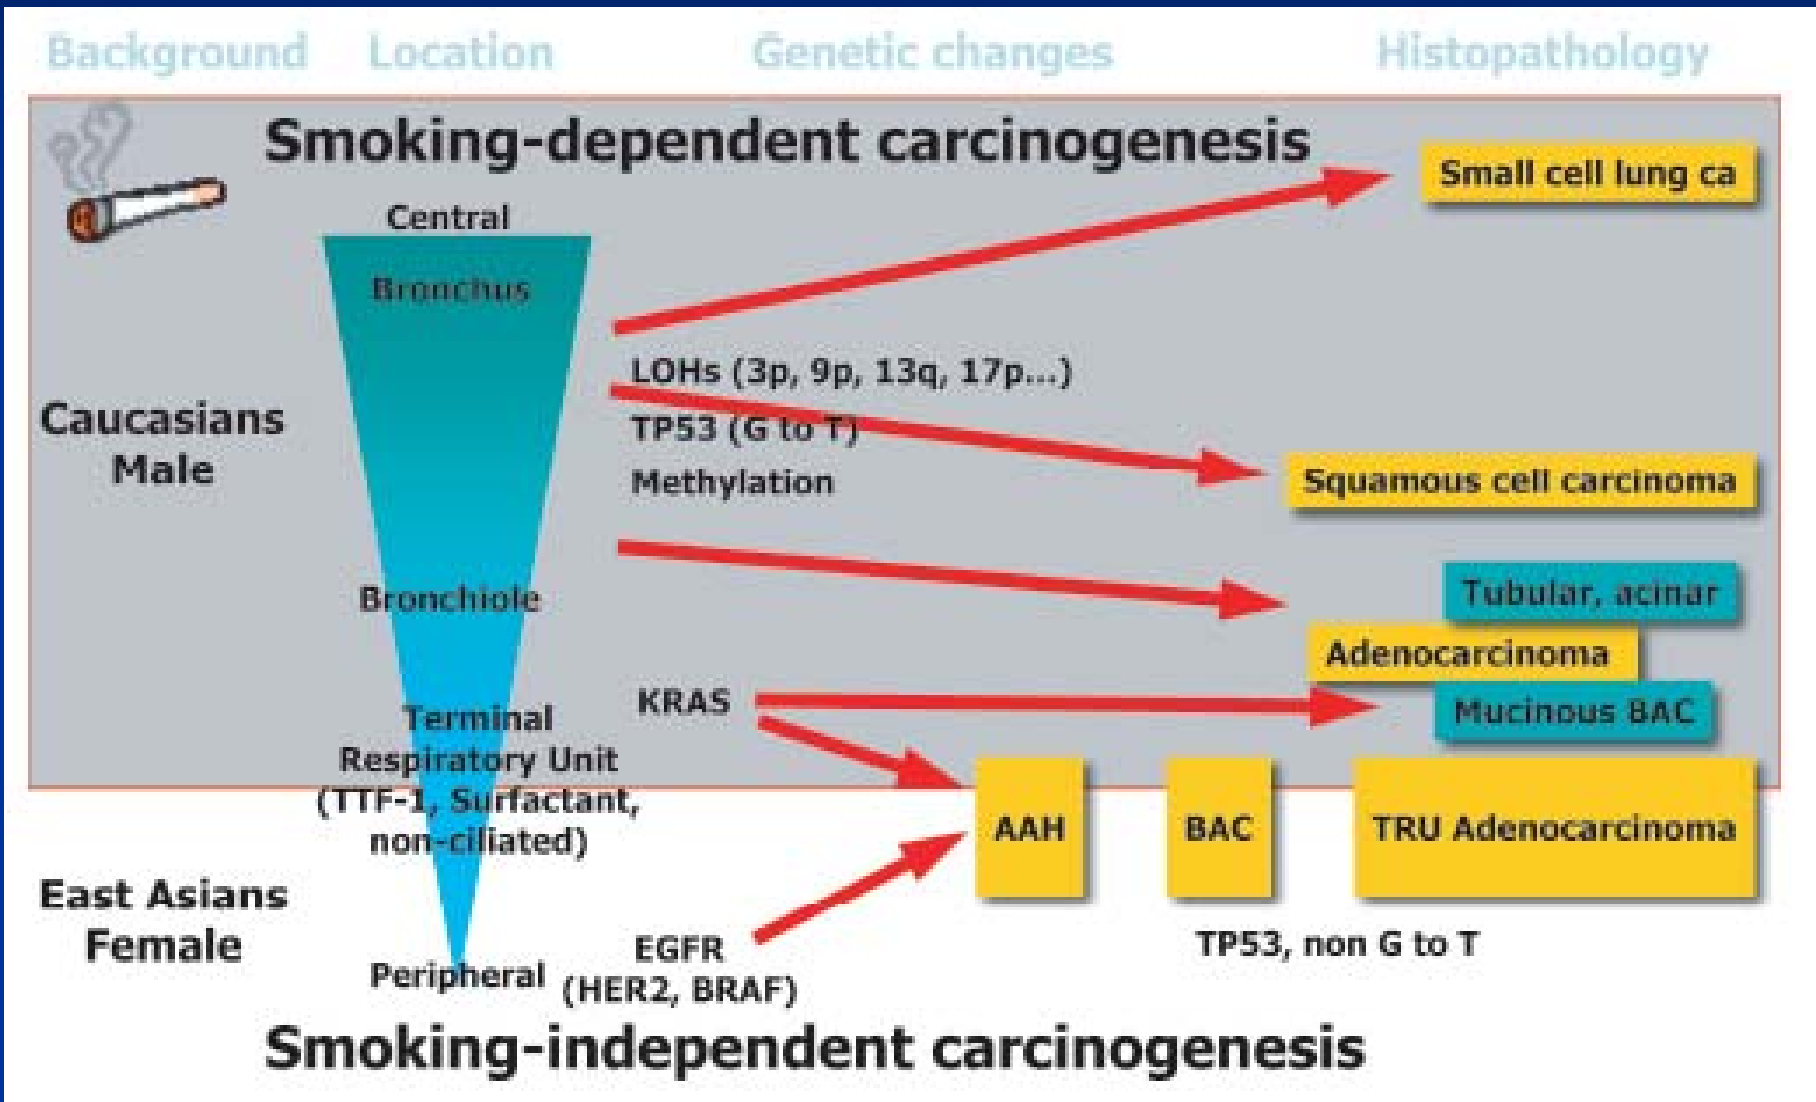 Background Location Genetic changes Histopathology
Smoking-dependent carcinogenesis
Small cell lung ca
Central
Bronchus
LOHs (3p, 9p, 13q, 17p...)
Caucasians
Male
TP53 (G to T)
Methylation
Squamous cell carcinoma
Bronchiole
Tubular, acinar
Adenocarcinoma
KRAS
Mucinous BAC
Terminal
Respiratory Unit
(TTF-1, Surfactant,
non-ciliated)
AAH
BAC
TRU Adenocarcinoma
East Asians
Female
Peripheral
EGFR
(HER2, BRAF)
TP53, non G to T
Smoking-independent carcinogenesis